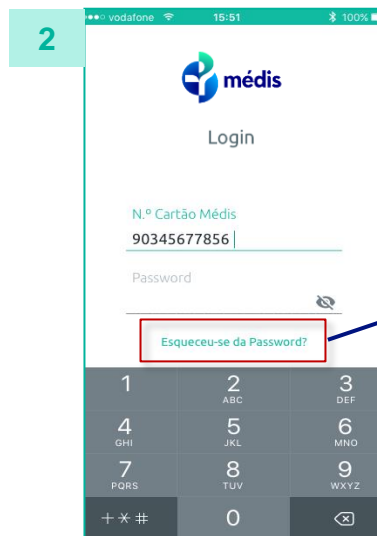 2
vodafone 15:51 100%
médis
Login
N.º Cartão Médis
90345677856
Password
Esqueceu-se da Password?
1 2 3
ABC DEF
4 5 6
GHI JKL MNO
7 8 9
PQRS TUV WXYZ
+*# 0